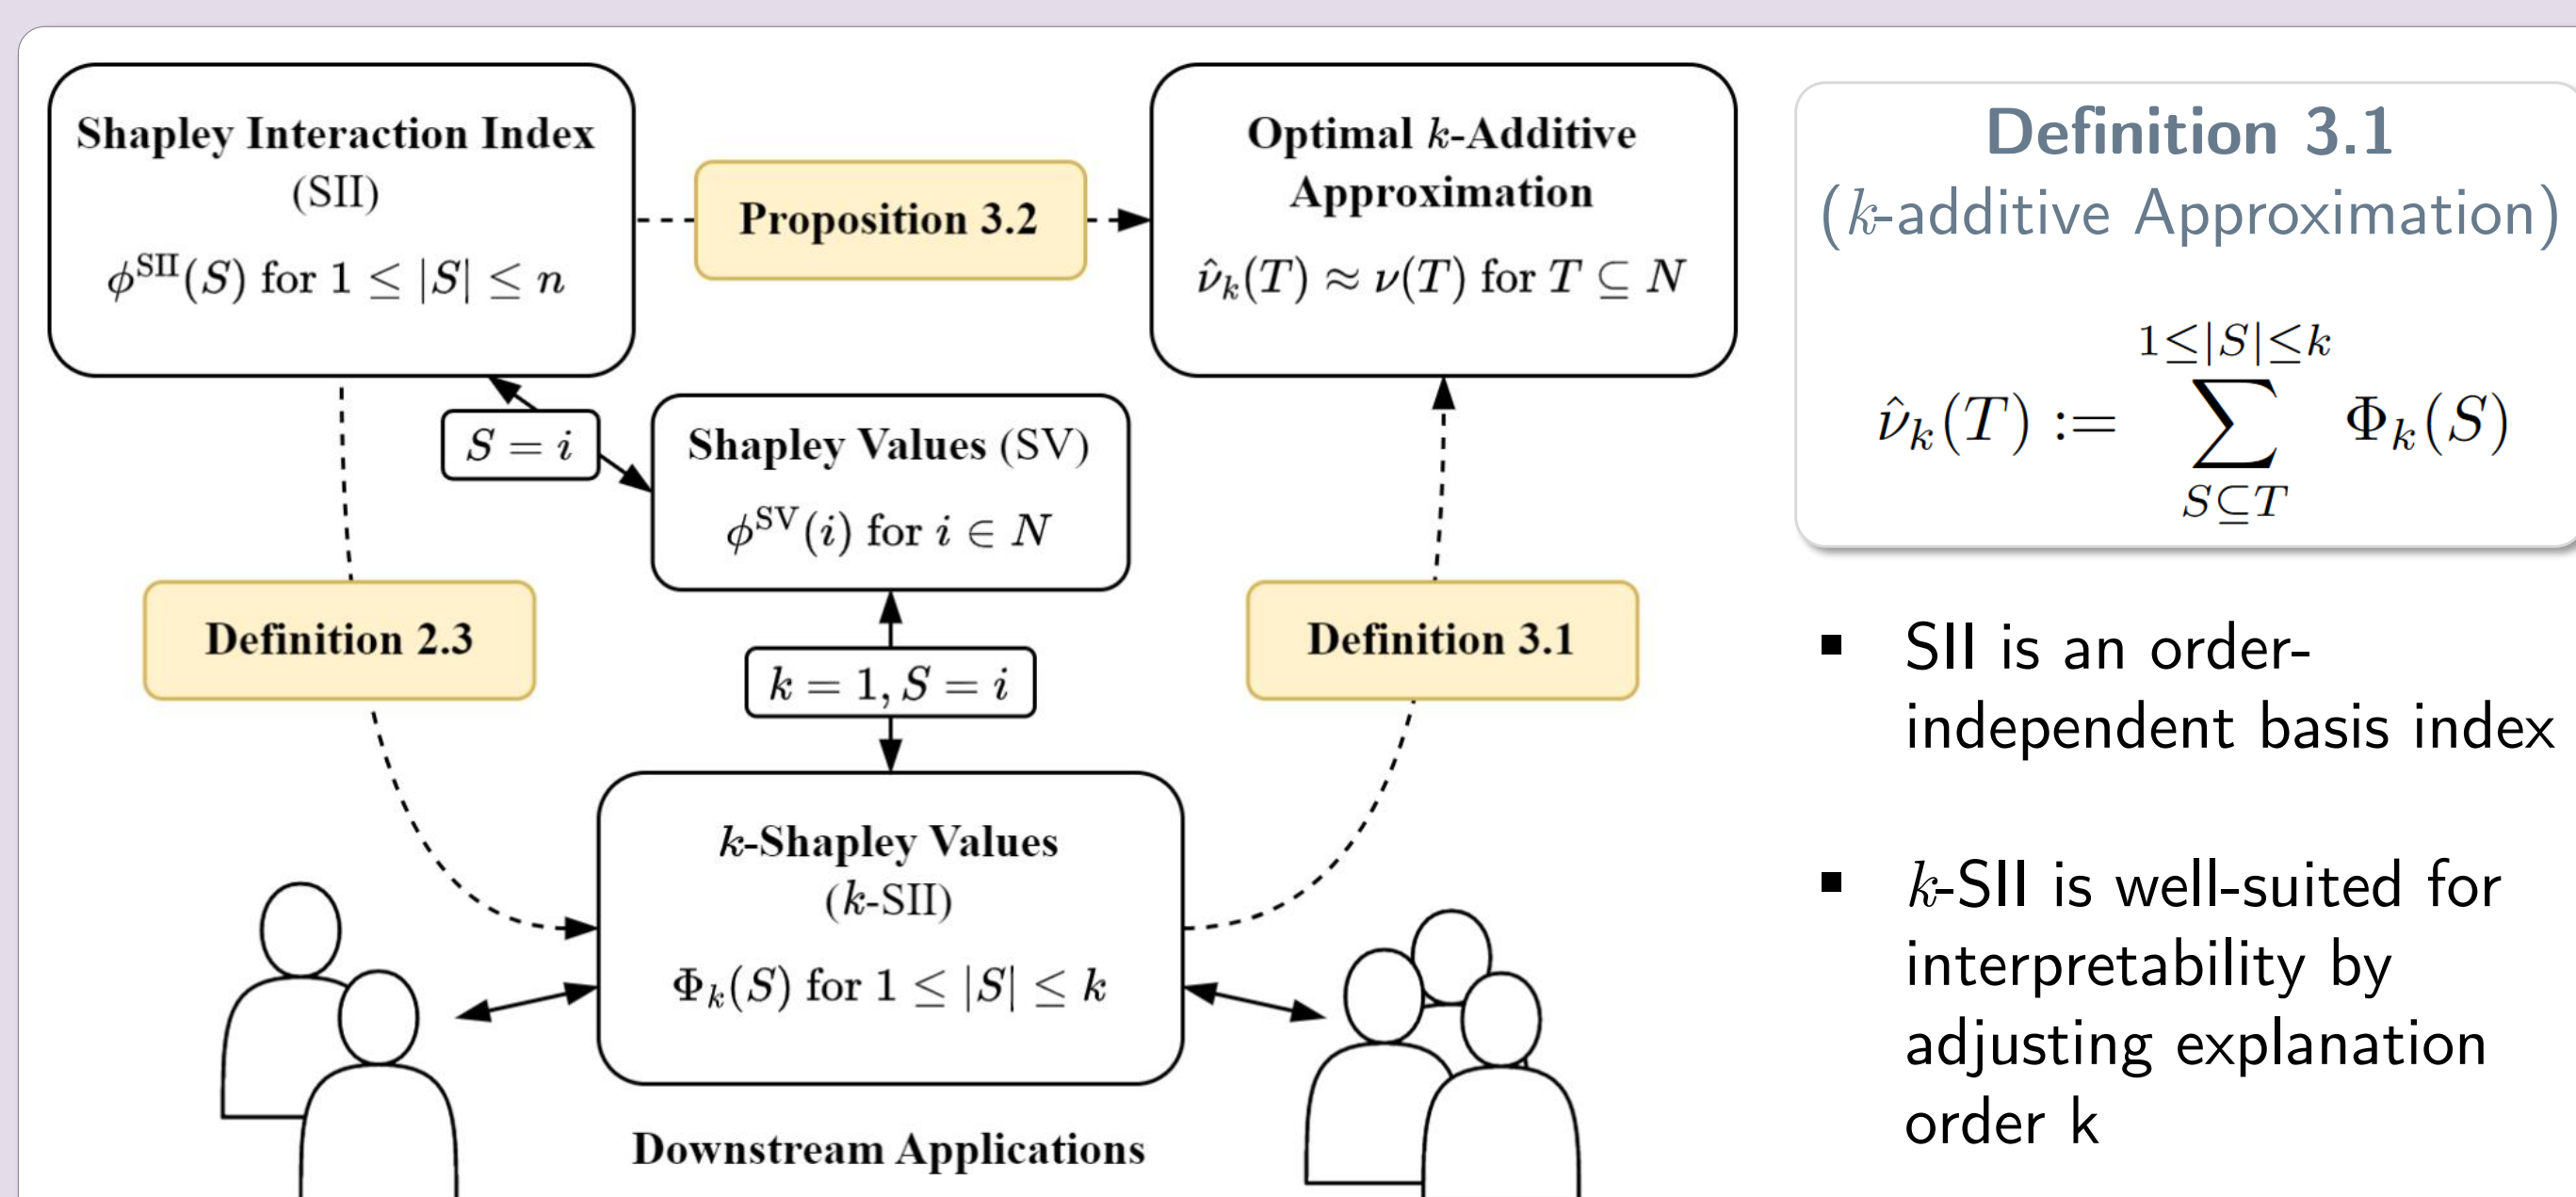 Shapley Interaction Index
(SII)
ϕ^SII(S) for 1 ≤ |S| ≤ n
Proposition 3.2
Optimal k-Additive
Approximation
ν̂_k(T) ≈ ν(T) for T ⊆ N
S = i
Shapley Values (SV)
ϕ^SV(i) for i ∈ N
Definition 2.3
k = 1, S = i
Definition 3.1
k-Shapley Values
(k-SII)
Φ_k(S) for 1 ≤ |S| ≤ k
Downstream Applications
Definition 3.1
(k-additive Approximation)
1≤|S|≤k
ν̂_k(T) := ∑ Φ_k(S)
S⊆T
▪ SII is an order-
independent basis index
▪ k-SII is well-suited for
interpretability by
adjusting explanation
order k